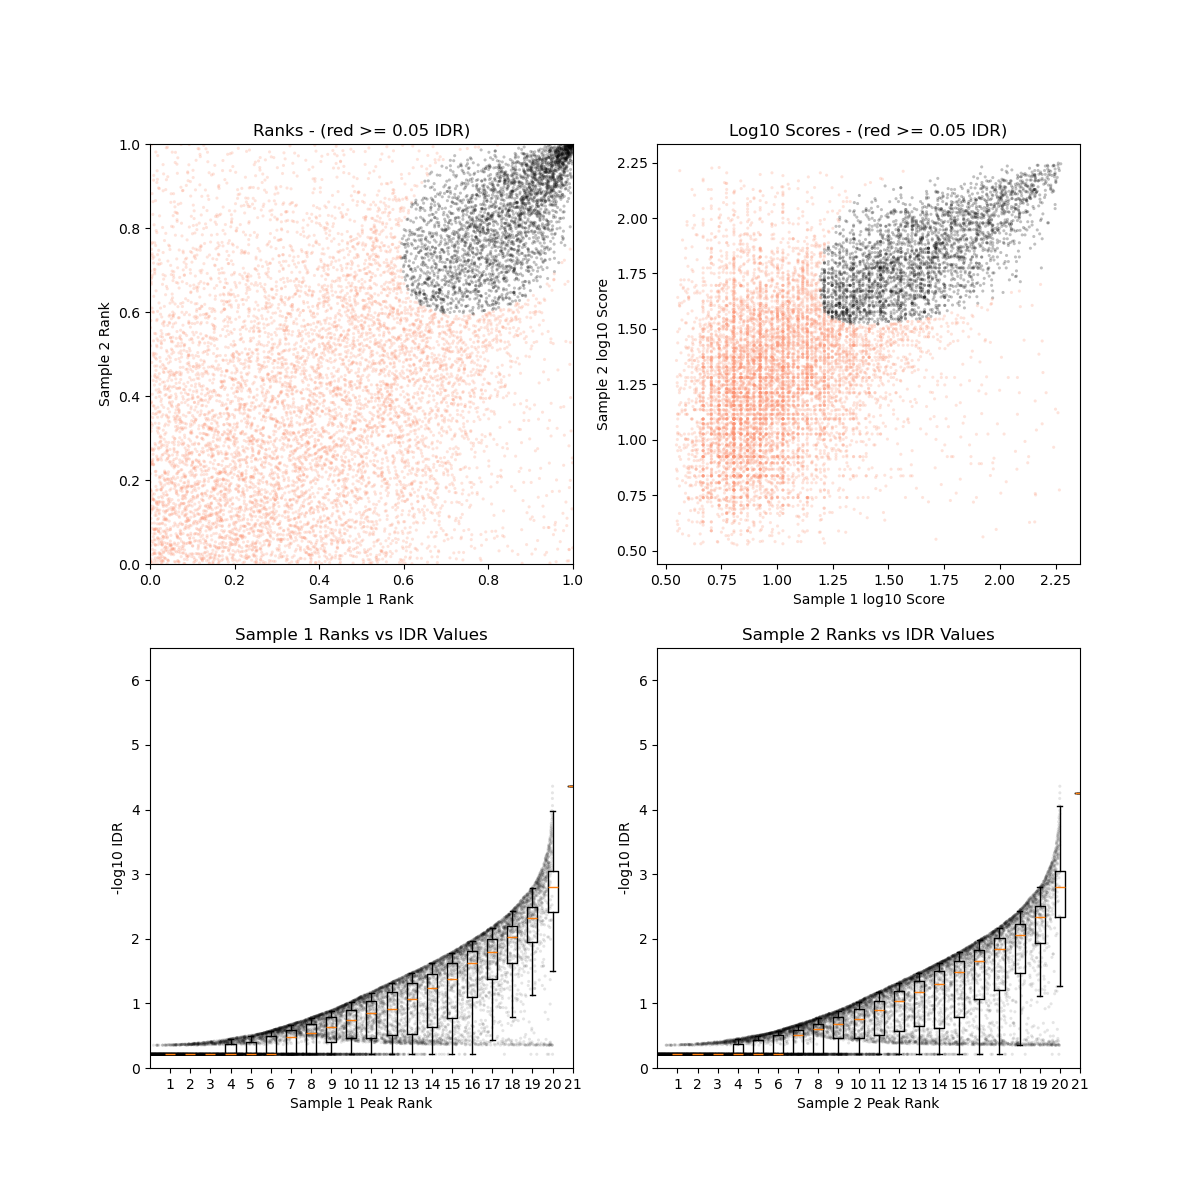 Ranks - (red >= 0.05 IDR)
1.0
0.8
0.6
0.4
0.2
0.0
Sample 2 Rank
0.0 0.2 0.4 0.6 0.8 1.0
Sample 1 Rank
Log10 Scores - (red >= 0.05 IDR)
2.25
2.00
1.75
1.50
1.25
1.00
0.75
0.50
Sample 2 log10 Score
0.50 0.75 1.00 1.25 1.50 1.75 2.00 2.25
Sample 1 log10 Score
Sample 1 Ranks vs IDR Values
6
5
4
3
2
1
0
-log10 IDR
1 2 3 4 5 6 7 8 9 10 11 12 13 14 15 16 17 18 19 20 21
Sample 1 Peak Rank
Sample 2 Ranks vs IDR Values
6
5
4
3
2
1
0
-log10 IDR
1 2 3 4 5 6 7 8 9 10 11 12 13 14 15 16 17 18 19 20 21
Sample 2 Peak Rank